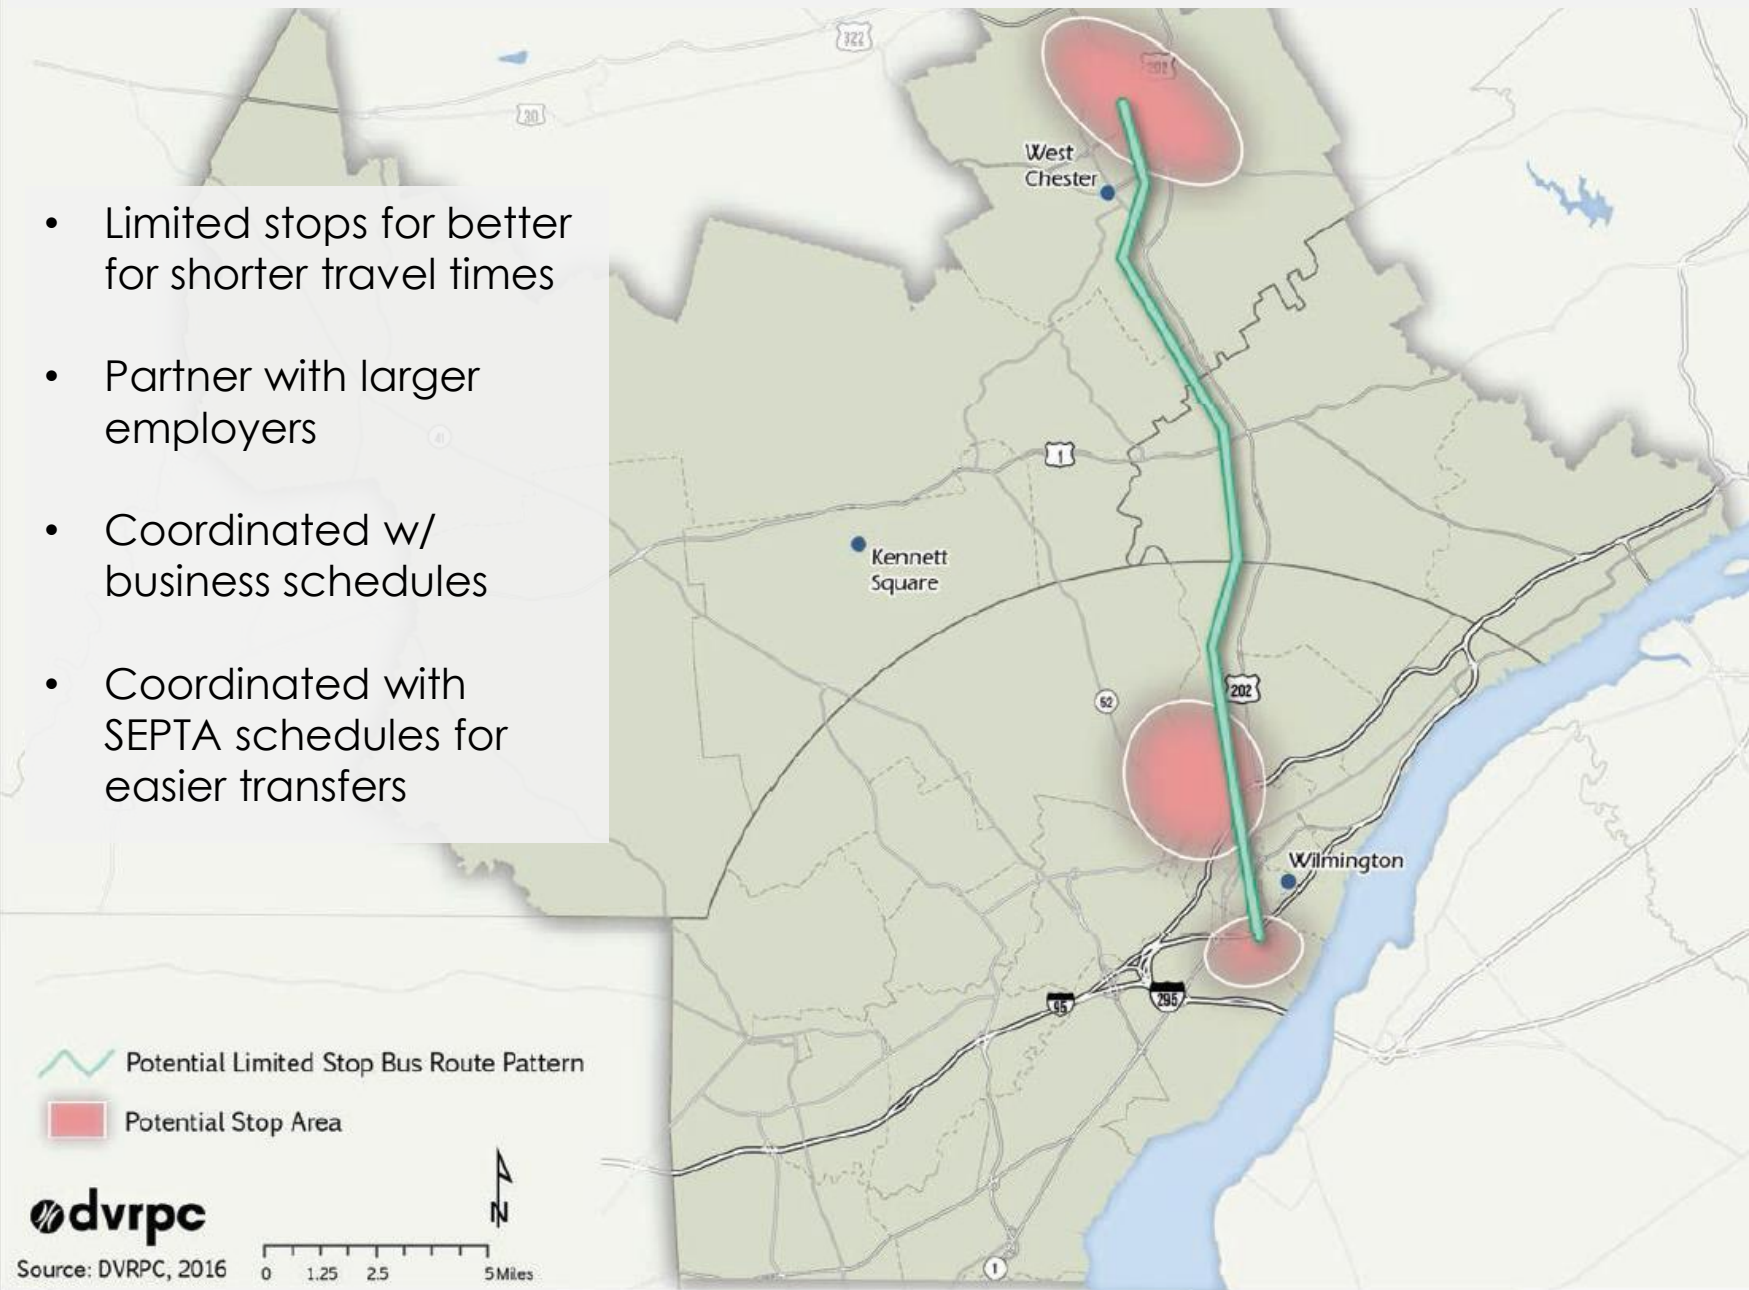 • Limited stops for better
for shorter travel times
• Partner with larger
employers
• Coordinated w/
business schedules
• Coordinated with
SEPTA schedules for
easier transfers
322
202
30
West
Chester
41
1
Kennett
Square
52
202
Wilmington
95
295
1
Potential Limited Stop Bus Route Pattern
Potential Stop Area
N
dvrpc
Source: DVRPC, 2016
0 1.25 2.5 5 Miles